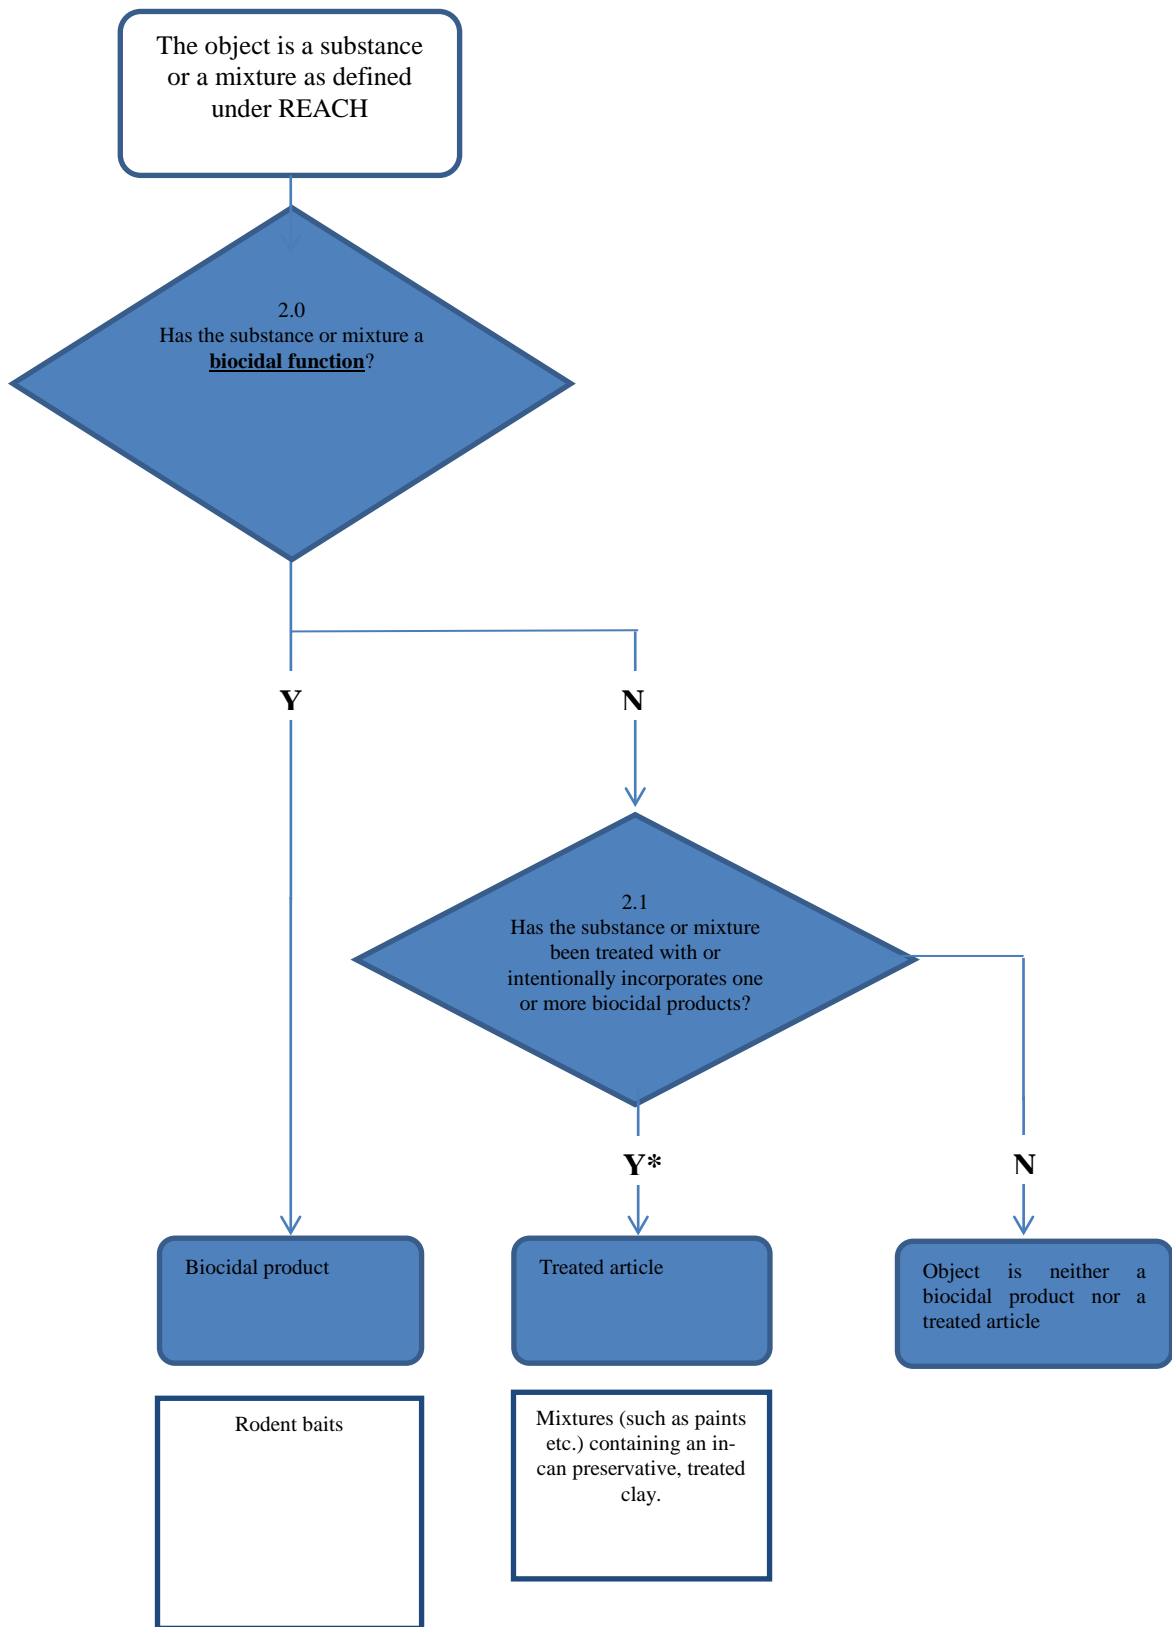 The object is a substance
or a mixture as defined
under REACH
2.0
Has the substance or mixture a
biocidal function?
Y
N
2.1
Has the substance or mixture
been treated with or
intentionally incorporates one
or more biocidal products?
Y*
N
Biocidal product
Treated article
Object is neither a
biocidal product nor a
treated article
Rodent baits
Mixtures (such as paints
etc.) containing an in-
can preservative, treated
clay.